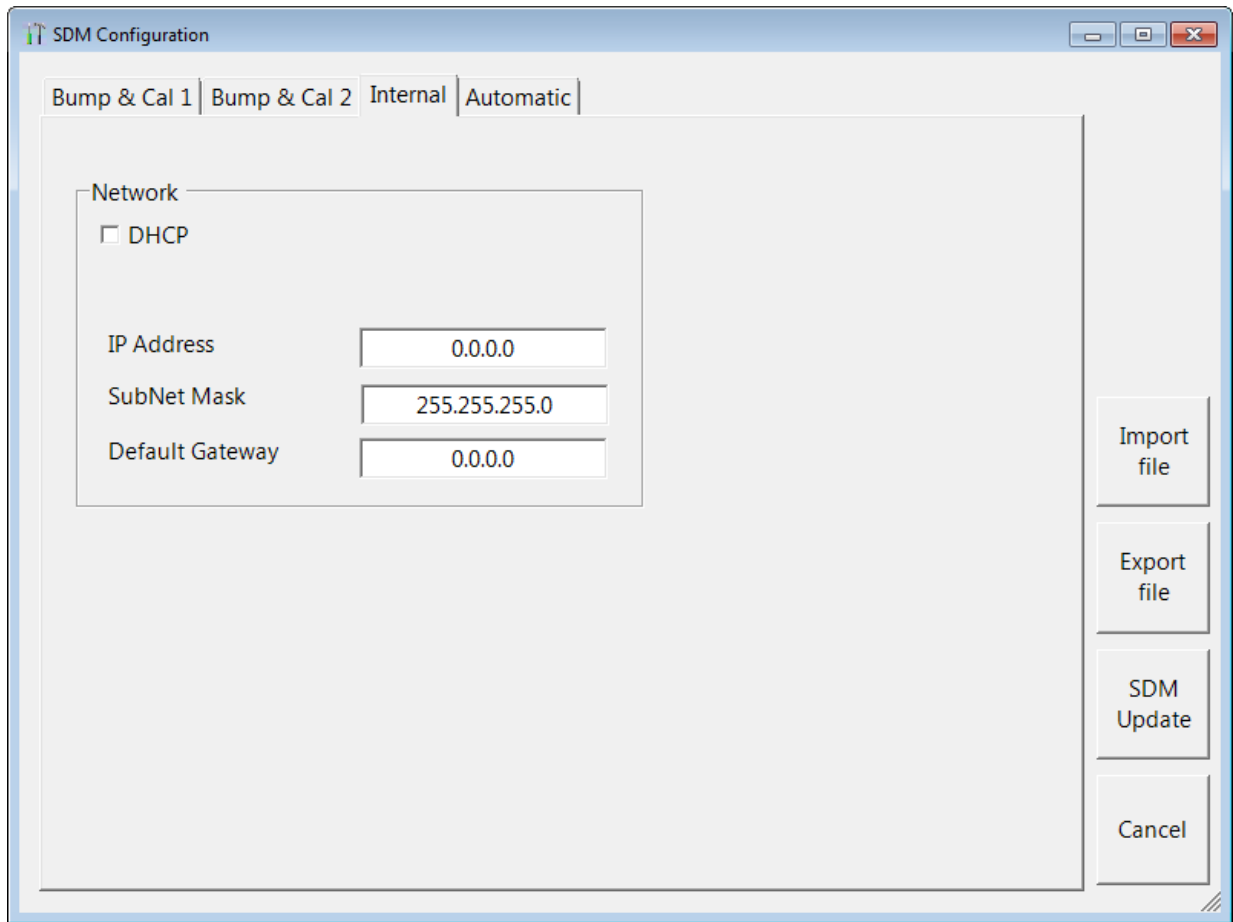 SDM Configuration
Bump & Cal 1
Bump & Cal 2
Internal
Automatic
Network
DHCP
IP Address
0.0.0.0
SubNet Mask
255.255.255.0
Default Gateway
0.0.0.0
Import
file
Export
file
SDM
Update
Cancel